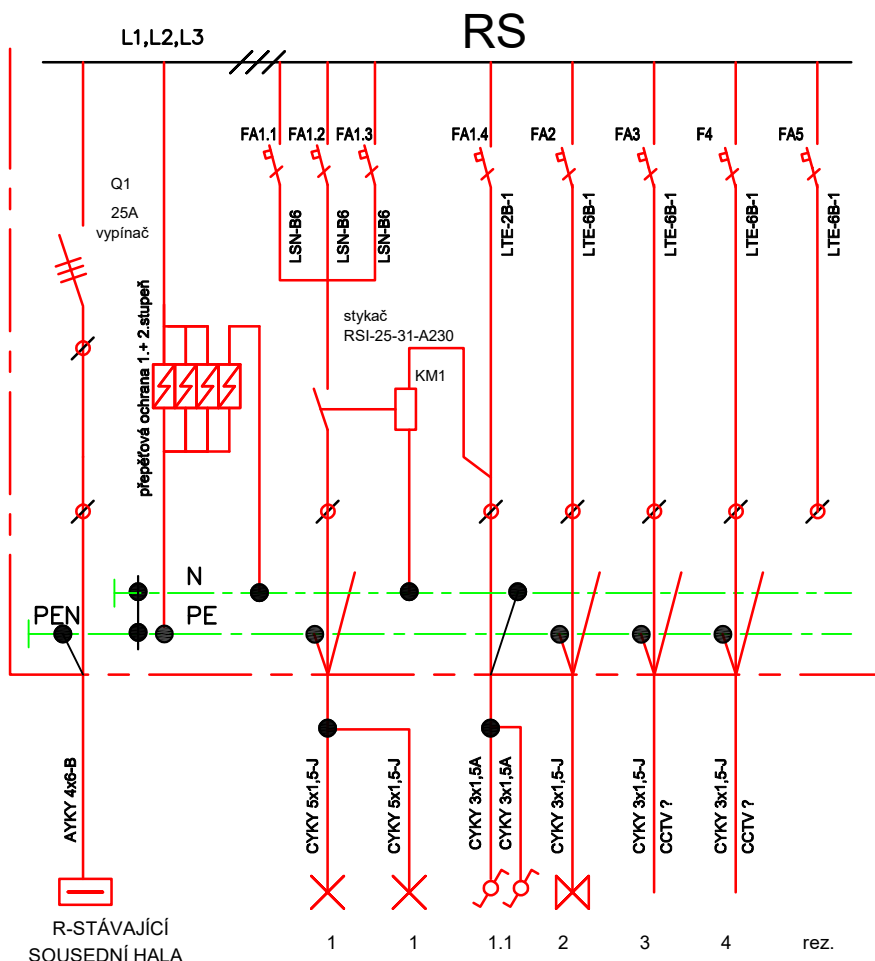 L1,L2,L3
RS
FA1.1
FA1.2
FA1.3
FA1.4
FA2
FA3
F4
FA5
Q1
25A
vypínač
LSN-B6
LSN-B6
LSN-B6
LTE-2B-1
LTE-6B-1
LTE-6B-1
LTE-6B-1
LTE-6B-1
přepěťová ochrana 1.+ 2.stupeň
stykač
RSI-25-31-A230
KM1
N
PEN
PE
AYKY 4x6-B
CYKY 5x1,5-J
CYKY 5x1,5-J
CYKY 3x1,5A
CYKY 3x1,5A
CYKY 3x1,5-J
CYKY 3x1,5-J
CCTV ?
CYKY 3x1,5-J
CCTV ?
R-STÁVAJÍCÍ
SOUSEDNÍ HALA
1
1
1.1
2
3
4
rez.